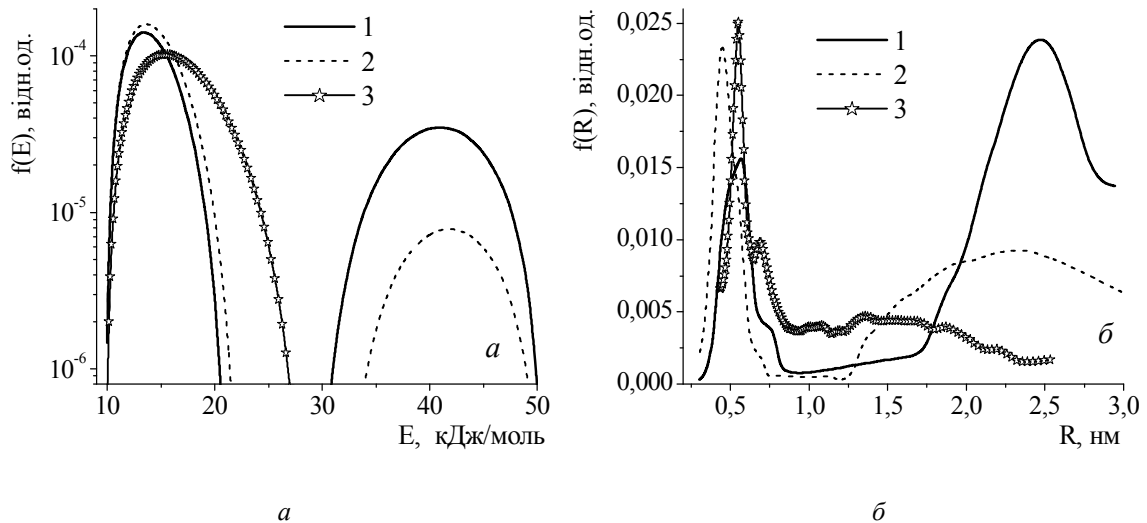 f(E), відн.од.
10⁻⁴
10⁻⁵
10⁻⁶
1
2
3
а
10 20 30 40 50
E, кДж/моль
f(R), відн.од.
0,025
0,020
0,015
0,010
0,005
0,000
1
2
3
б
0,5 1,0 1,5 2,0 2,5 3,0
R, нм
а б